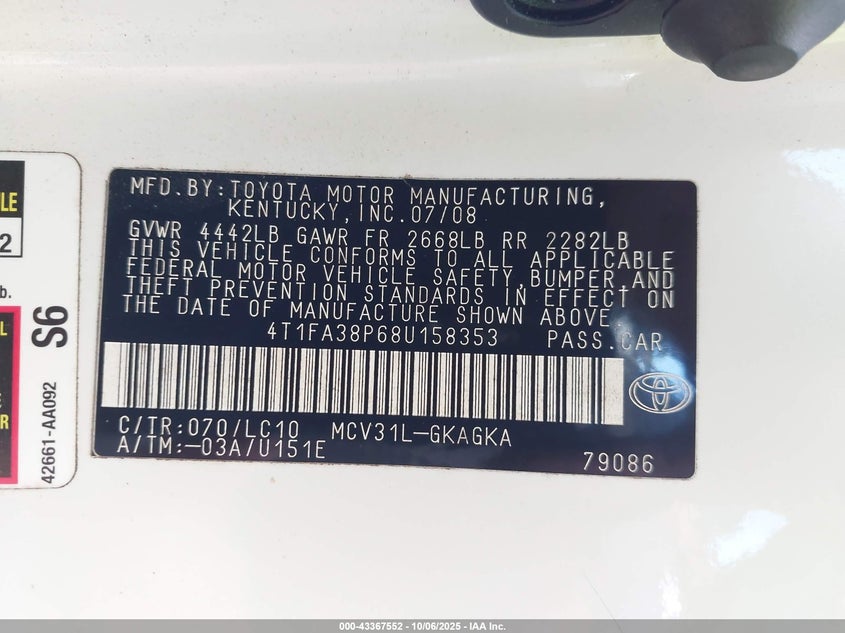 LE
2
b.
L
R
S6
42661-AA092
MFD.BY:TOYOTA MOTOR MANUFACTURING,
KENTUCKY,INC.07/08
GVWR 4442LB GAWR FR 2668LB RR 2282LB
THIS VEHICLE CONFORMS TO ALL APPLICABLE
FEDERAL MOTOR VEHICLE SAFETY,BUMPER,AND
THEFT PREVENTION STANDARDS IN EFFECT ON
THE DATE OF MANUFACTURE SHOWN ABOVE.
4T1FA38P68U158353 PASS.CAR
C/TR:070/LC10 MCV31L-GKAGKA
A/TM:-03A/U151E
79086
000-43367552 - 10/06/2025 - IAA Inc.